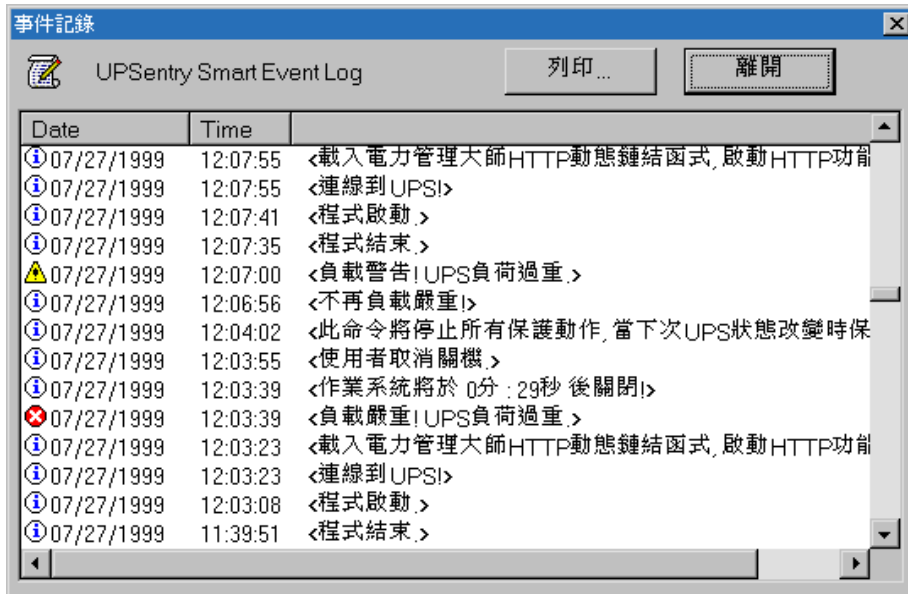 事件記錄
UPSentry Smart Event Log 列印... 離開
Date Time
07/27/1999 12:07:55 <載入電力管理大師HTTP動態鏈結函式, 啟動HTTP功能
07/27/1999 12:07:55 <連線到UPS!>
07/27/1999 12:07:41 <程式啟動.>
07/27/1999 12:07:35 <程式結束.>
07/27/1999 12:07:00 <負載警告! UPS負荷過重.>
07/27/1999 12:06:56 <不再負載嚴重!>
07/27/1999 12:04:02 <此命令將停止所有保護動作, 當下次UPS狀態改變時保
07/27/1999 12:03:55 <使用者取消關機.>
07/27/1999 12:03:39 <作業系統將於 0分 : 29秒 後關閉!>
07/27/1999 12:03:39 <負載嚴重! UPS負荷過重.>
07/27/1999 12:03:23 <載入電力管理大師HTTP動態鏈結函式, 啟動HTTP功能
07/27/1999 12:03:23 <連線到UPS!>
07/27/1999 12:03:08 <程式啟動.>
07/27/1999 11:39:51 <程式結束.>